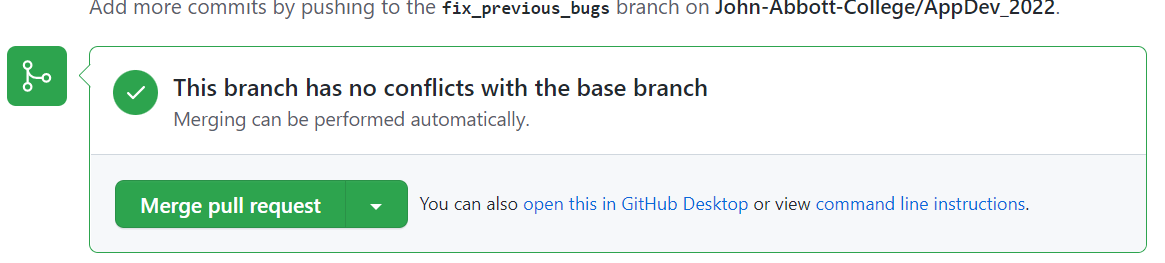 Add more commits by pushing to the fix_previous_bugs branch on John-Abbott-College/AppDev_2022.
This branch has no conflicts with the base branch
Merging can be performed automatically.
Merge pull request
You can also open this in GitHub Desktop or view command line instructions.